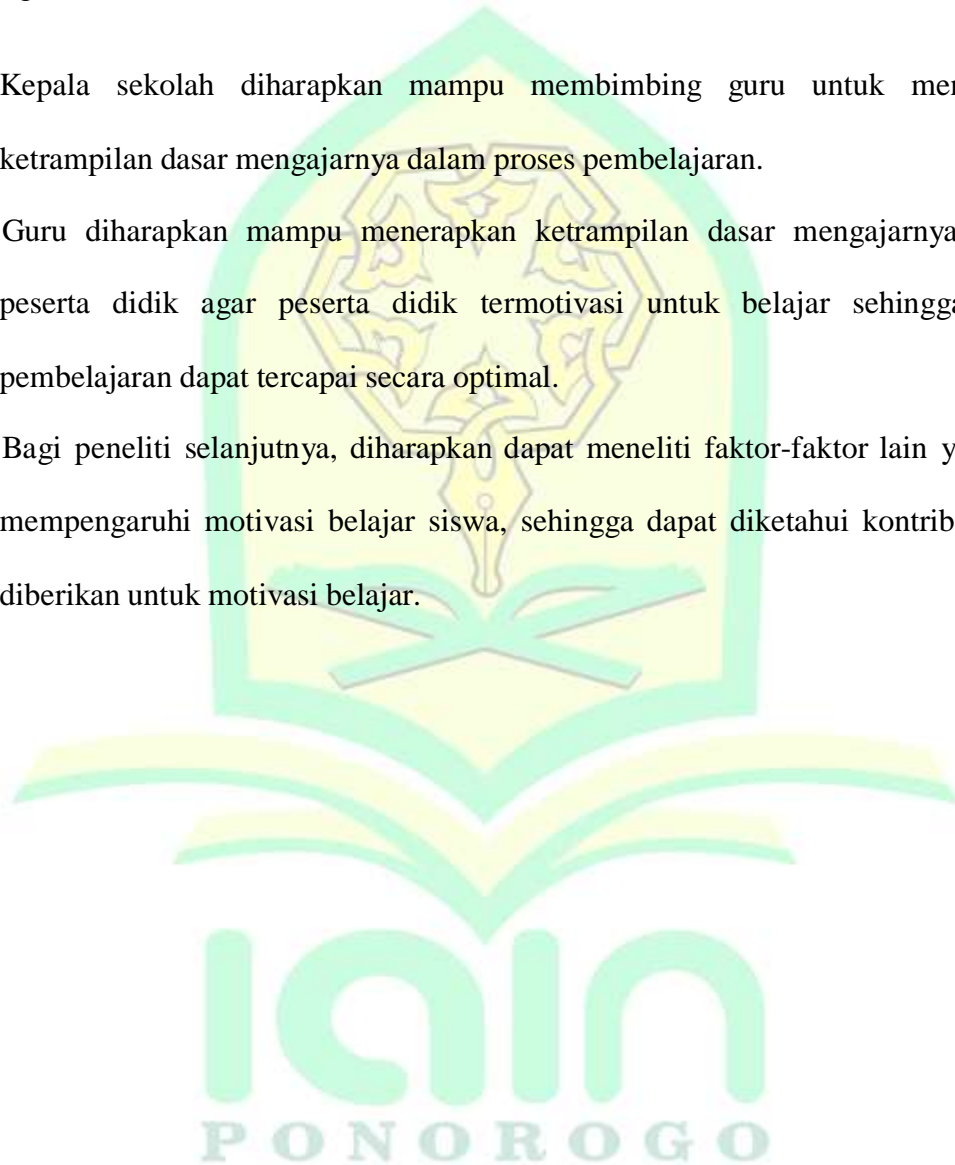 Kepala sekolah diharapkan mampu membimbing guru untuk mer
ketrampilan dasar mengajarnya dalam proses pembelajaran.
Guru diharapkan mampu menerapkan ketrampilan dasar mengajarnya
peserta didik agar peserta didik termotivasi untuk belajar sehingga
pembelajaran dapat tercapai secara optimal.
Bagi peneliti selanjutnya, diharapkan dapat meneliti faktor-faktor lain y
mempengaruhi motivasi belajar siswa, sehingga dapat diketahui kontrib
diberikan untuk motivasi belajar.
iain
PONOROGO